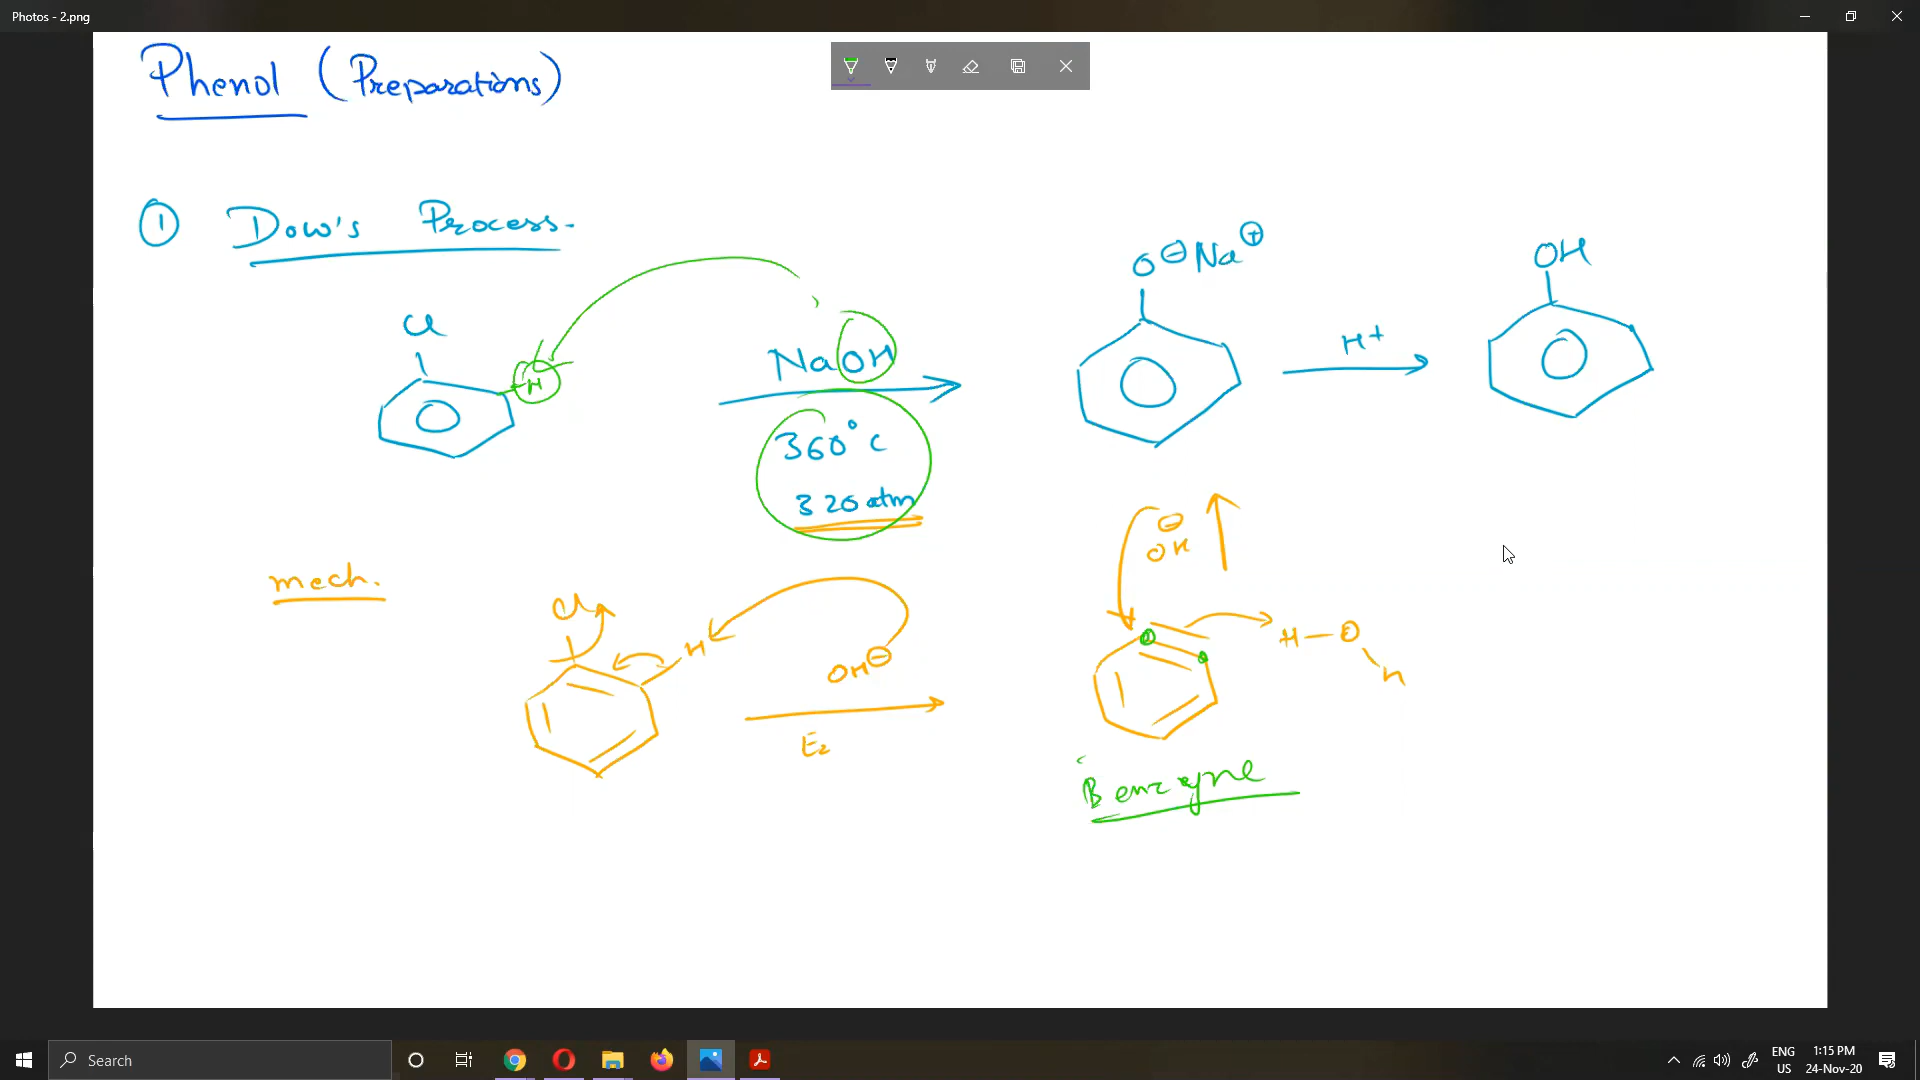 Photos - 2.png
Phenol (Preparations)
① Dow's Process.
O⊖Na⊕
OH
Cl
H
NaOH
H+
360°C
320 atm
⊖
OH
mech.
Cl
H
H-O
OH⊖
H
E2
Benzyne
Search
ENG
US
1:15 PM
24-Nov-20